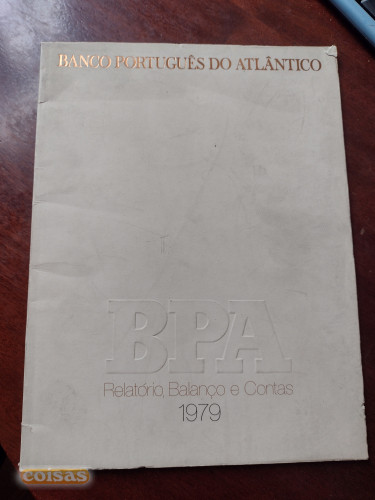 BANCO PORTUGUÊS DO ATLÂNTICO
BPA
Relatório, Balanço e Contas
1979
coisas